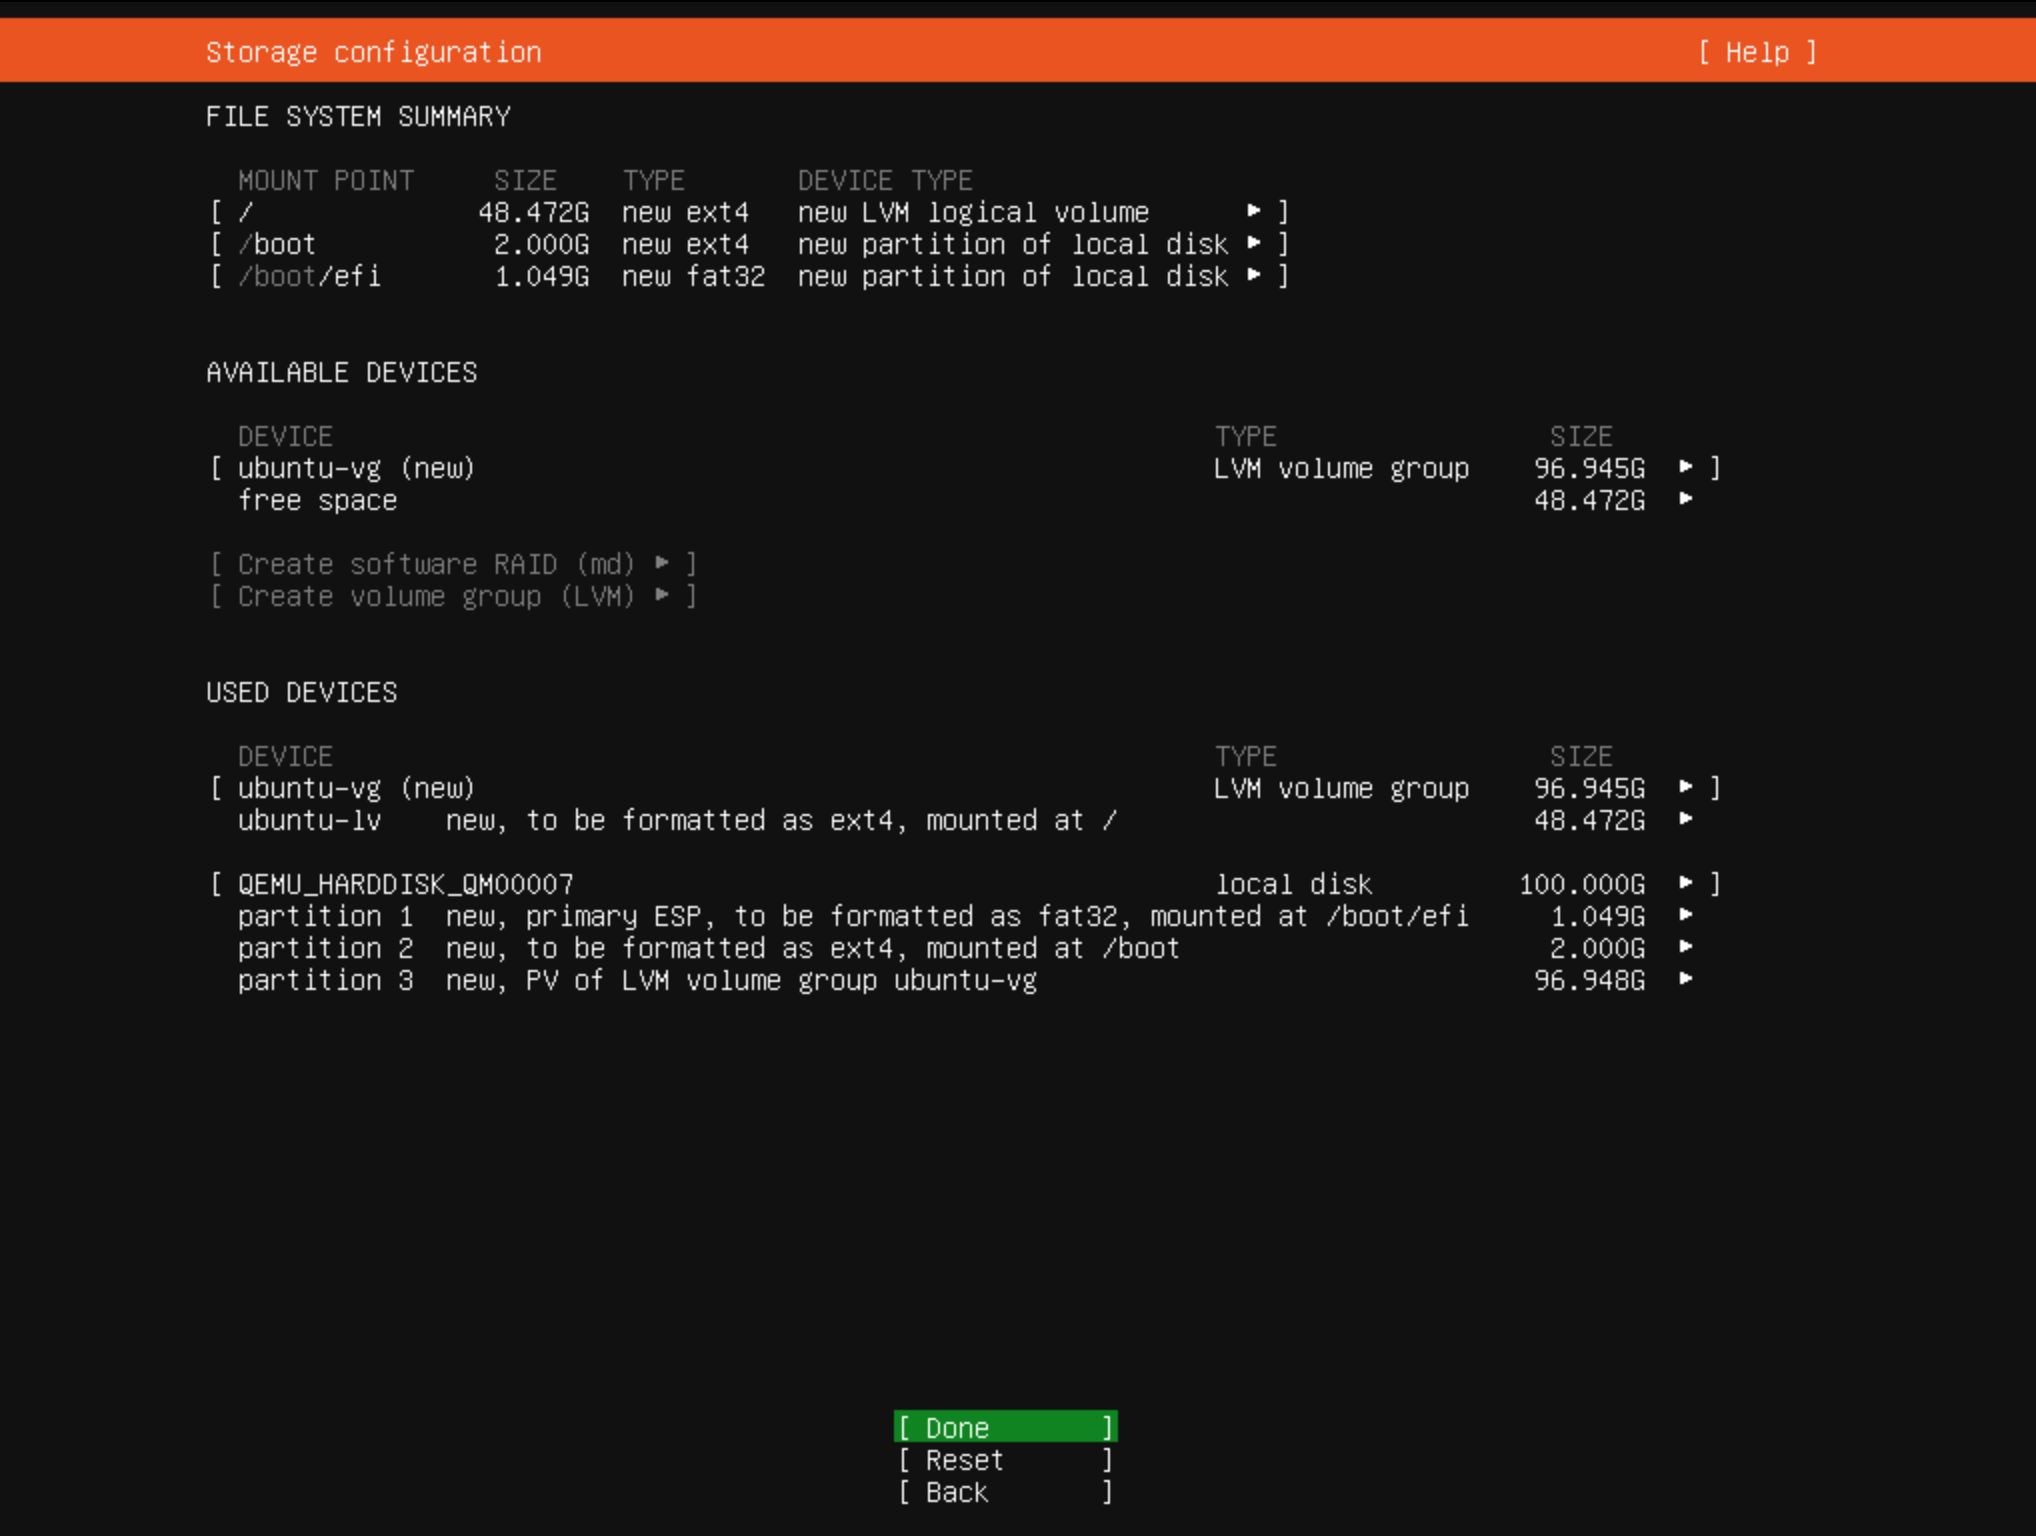 Storage configuration [ Help ]
FILE SYSTEM SUMMARY
MOUNT POINT SIZE TYPE DEVICE TYPE
[ / 48.472G new ext4 new LVM logical volume ▸ ]
[ /boot 2.000G new ext4 new partition of local disk ▸ ]
[ /boot/efi 1.049G new fat32 new partition of local disk ▸ ]
AVAILABLE DEVICES
DEVICE TYPE SIZE
[ ubuntu-vg (new) LVM volume group 96.945G ▸ ]
free space 48.472G ▸
[ Create software RAID (md) ▸ ]
[ Create volume group (LVM) ▸ ]
USED DEVICES
DEVICE TYPE SIZE
[ ubuntu-vg (new) LVM volume group 96.945G ▸ ]
ubuntu-lv new, to be formatted as ext4, mounted at / 48.472G ▸
[ QEMU_HARDDISK_QM00007 local disk 100.000G ▸ ]
partition 1 new, primary ESP, to be formatted as fat32, mounted at /boot/efi 1.049G ▸
partition 2 new, to be formatted as ext4, mounted at /boot 2.000G ▸
partition 3 new, PV of LVM volume group ubuntu-vg 96.948G ▸
[ Done ]
[ Reset ]
[ Back ]